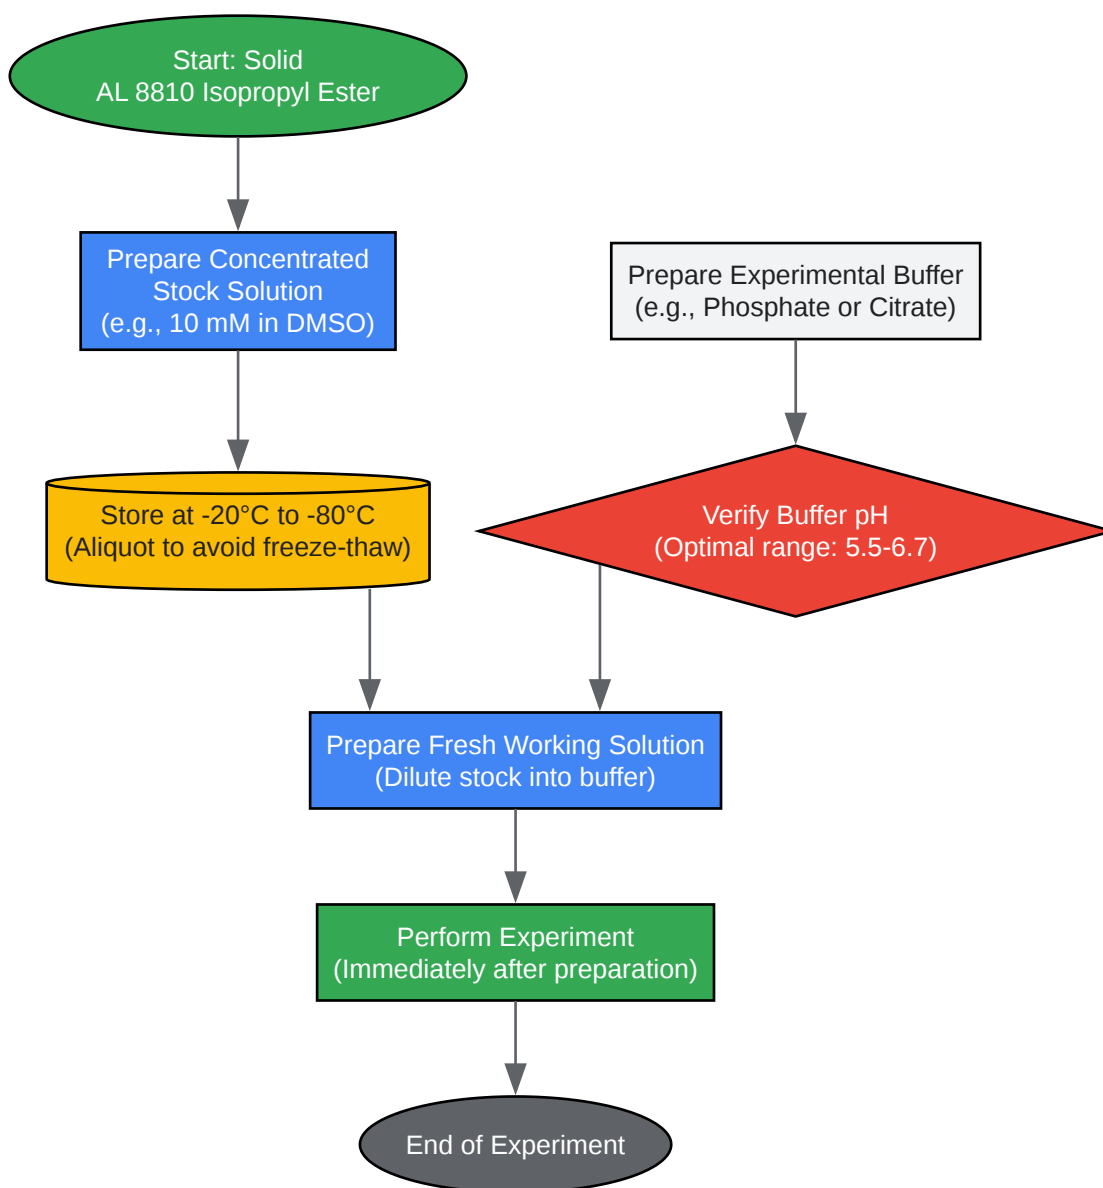 Start: Solid
AL 8810 Isopropyl Ester
Prepare Concentrated
Stock Solution
(e.g., 10 mM in DMSO)
Prepare Experimental Buffer
(e.g., Phosphate or Citrate)
Store at -20°C to -80°C
(Aliquot to avoid freeze-thaw)
Verify Buffer pH
(Optimal range: 5.5-6.7)
Prepare Fresh Working Solution
(Dilute stock into buffer)
Perform Experiment
(Immediately after preparation)
End of Experiment